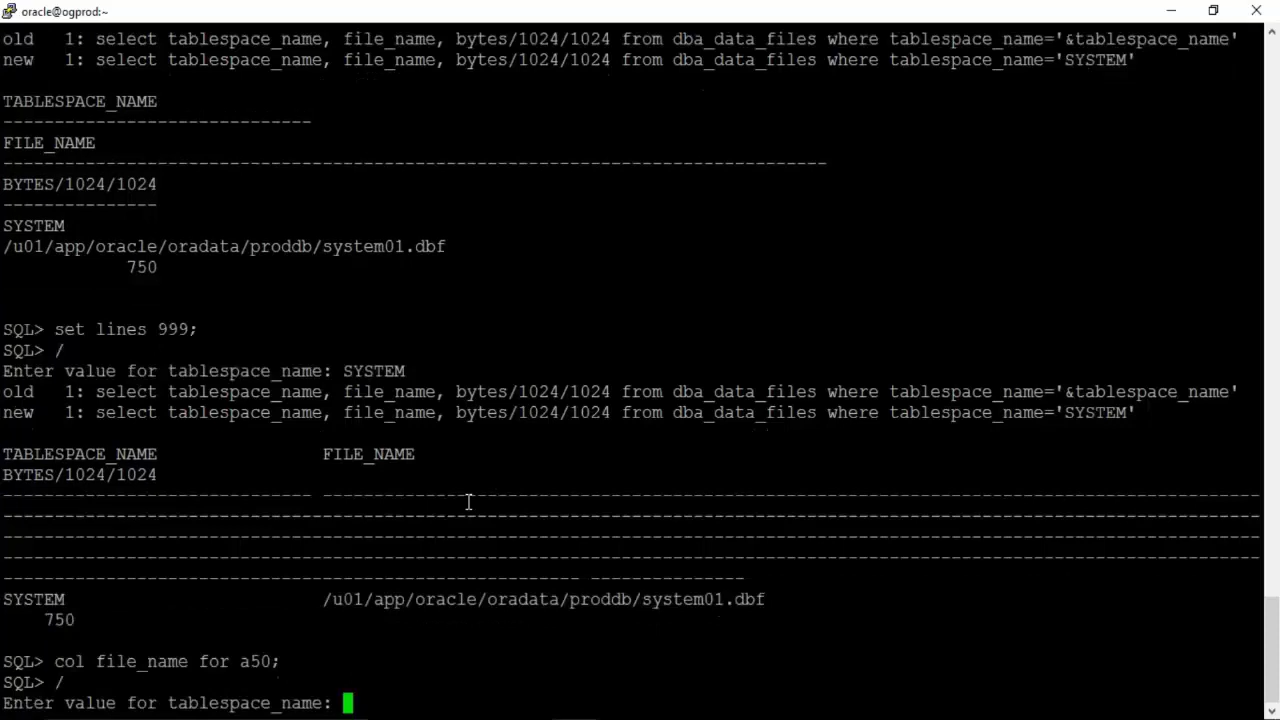 oracle@ogprod:~
old   1: select tablespace_name, file_name, bytes/1024/1024 from dba_data_files where tablespace_name='&tablespace_name'
new   1: select tablespace_name, file_name, bytes/1024/1024 from dba_data_files where tablespace_name='SYSTEM'
TABLESPACE_NAME
------------------------------
FILE_NAME
--------------------------------------------------------------------------------
BYTES/1024/1024
---------------
SYSTEM
/u01/app/oracle/oradata/proddb/system01.dbf
            750
SQL> set lines 999;
SQL> /
Enter value for tablespace_name: SYSTEM
old   1: select tablespace_name, file_name, bytes/1024/1024 from dba_data_files where tablespace_name='&tablespace_name'
new   1: select tablespace_name, file_name, bytes/1024/1024 from dba_data_files where tablespace_name='SYSTEM'
TABLESPACE_NAME                FILE_NAME
BYTES/1024/1024
------------------------------ -------------------------------------------------------------------------------------------
---------------------------------------------------------------------------------------------------------------------------
---------------------------------------------------------------------------------------------------------------------------
---------------------------------------------------------------------------------------------------------------------------
-------------------------------------------------------- ---------------
SYSTEM                         /u01/app/oracle/oradata/proddb/system01.dbf
    750
SQL> col file_name for a50;
SQL> /
Enter value for tablespace_name: